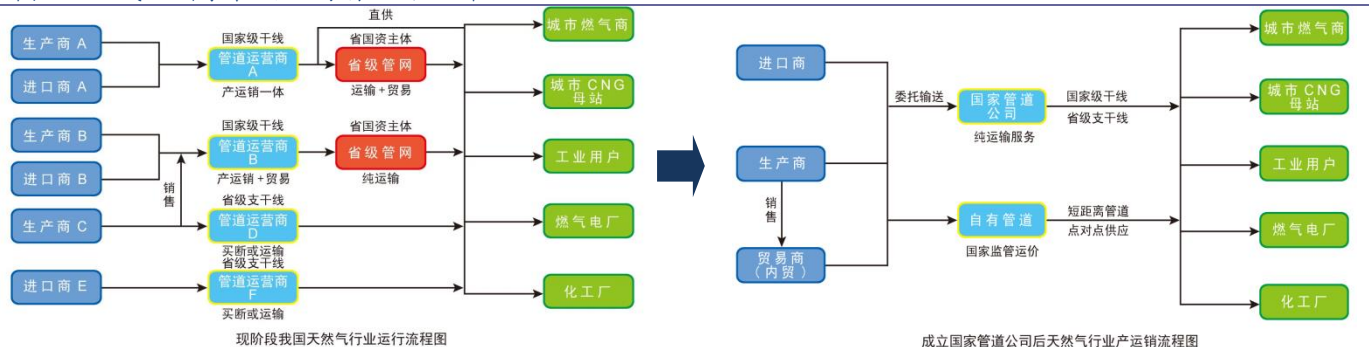 直供
生产商 A
进口商 A
国家级干线
管道运营商
A
产运销一体
省国资主体
省级管网
运输+贸易
生产商 B
进口商 B
国家级干线
管道运营商
B
产运销+贸易
省国资主体
省级管网
纯运输
销售
生产商 C
省级支干线
管道运营商
D
买断或运输
进口商 E
省级支干线
管道运营商
F
买断或运输
城市燃气商
城市 CNG
母站
工业用户
燃气电厂
化工厂
现阶段我国天然气行业运行流程图
进口商
生产商
销售
贸易商
（内贸）
委托输送
国家管道
公司
纯运输服务
国家级干线
省级支干线
自有管道
国家监管运价
短距离管道
点对点供应
城市燃气商
城市 CNG
母站
工业用户
燃气电厂
化工厂
成立国家管道公司后天然气行业产运销流程图